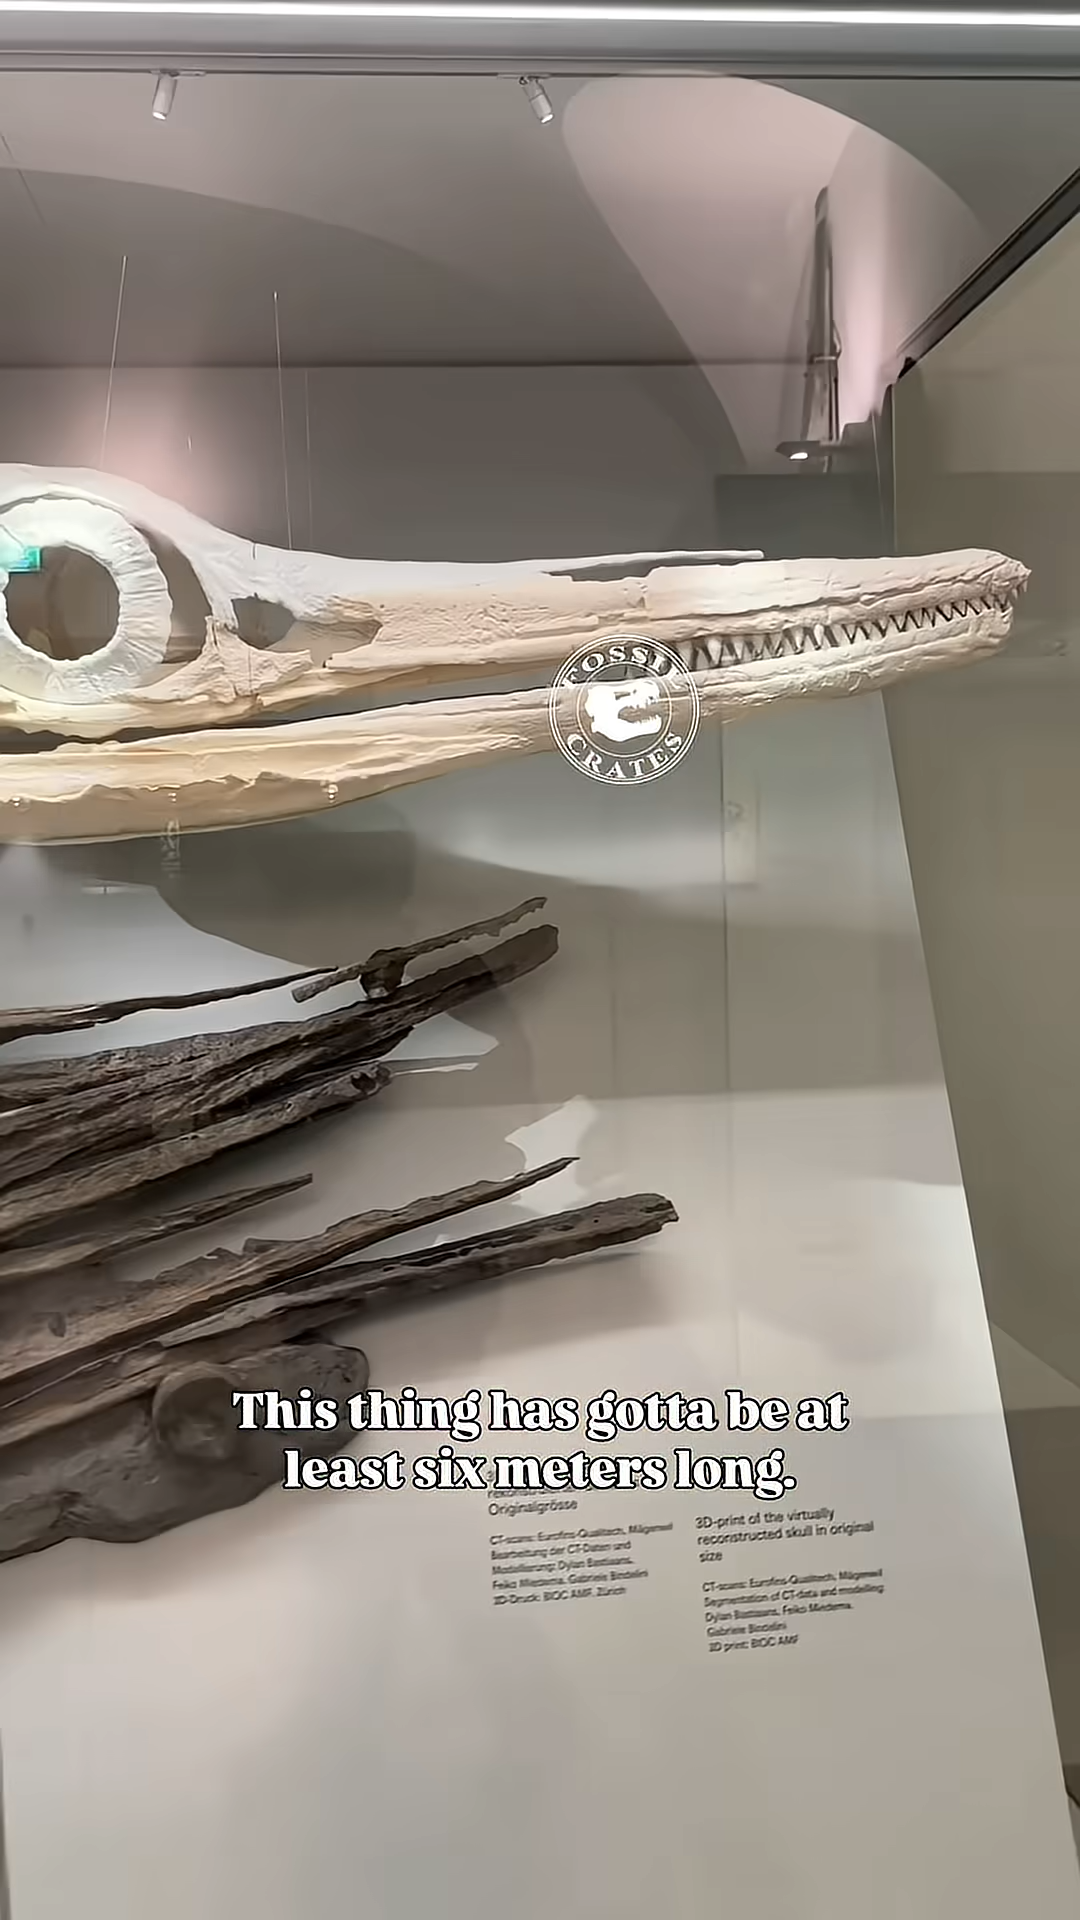 FOSSIL
CRATES
This thing has gotta be at
least six meters long.
Originalgrösse
CT-scans: Eurofins-Qualitech, Mägenwil
Bearbeitung der CT-Daten und
Modellierung: Dylan Bastiaans,
Feiko Miedema, Gabriele Bindellini
3D-Druck: BIOC AMF, Zürich
3D-print of the virtually
reconstructed skull in original
size
CT-scans: Eurofins-Qualitech, Mägenwil
Segmentation of CT-data and modelling:
Dylan Bastiaans, Feiko Miedema,
Gabriele Bindellini
3D print: BIOC AMF